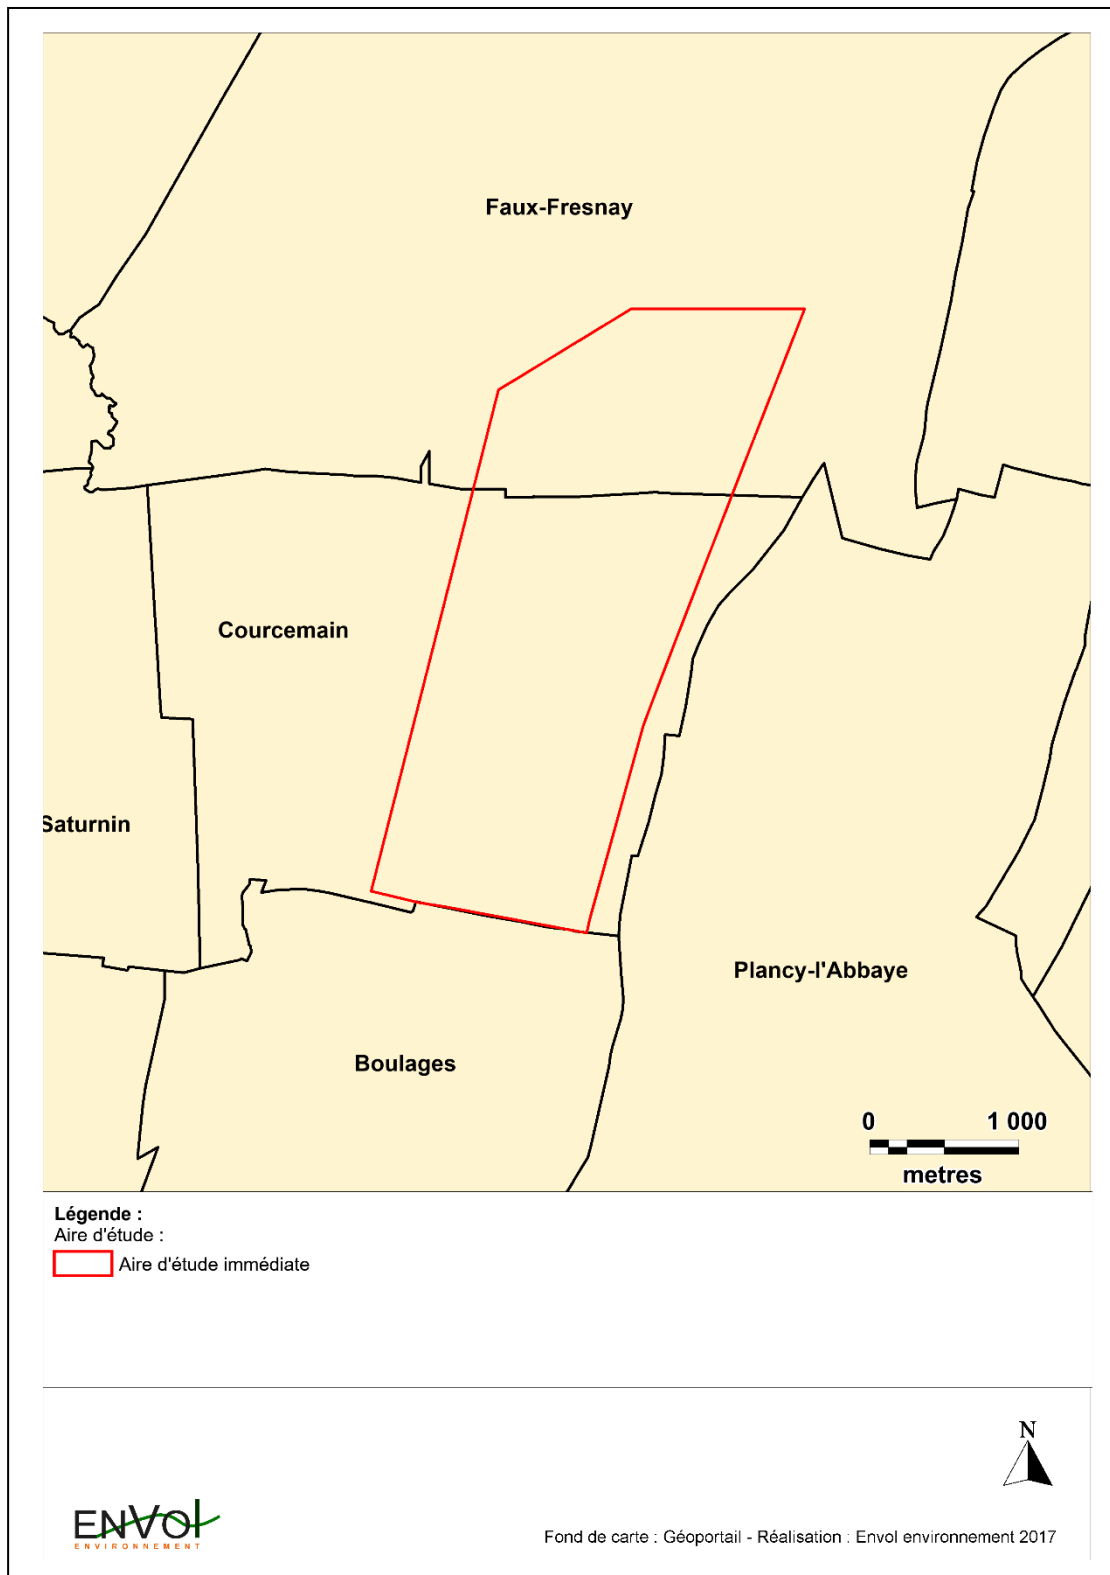 Faux-Fresnay
Courcemain
Saturnin
Plancy-l'Abbaye
Boulages
0 1 000
metres
Légende :
Aire d'étude :
Aire d'étude immédiate
N
ENVOl
ENVIRONNEMENT
Fond de carte : Géoportail - Réalisation : Envol environnement 2017